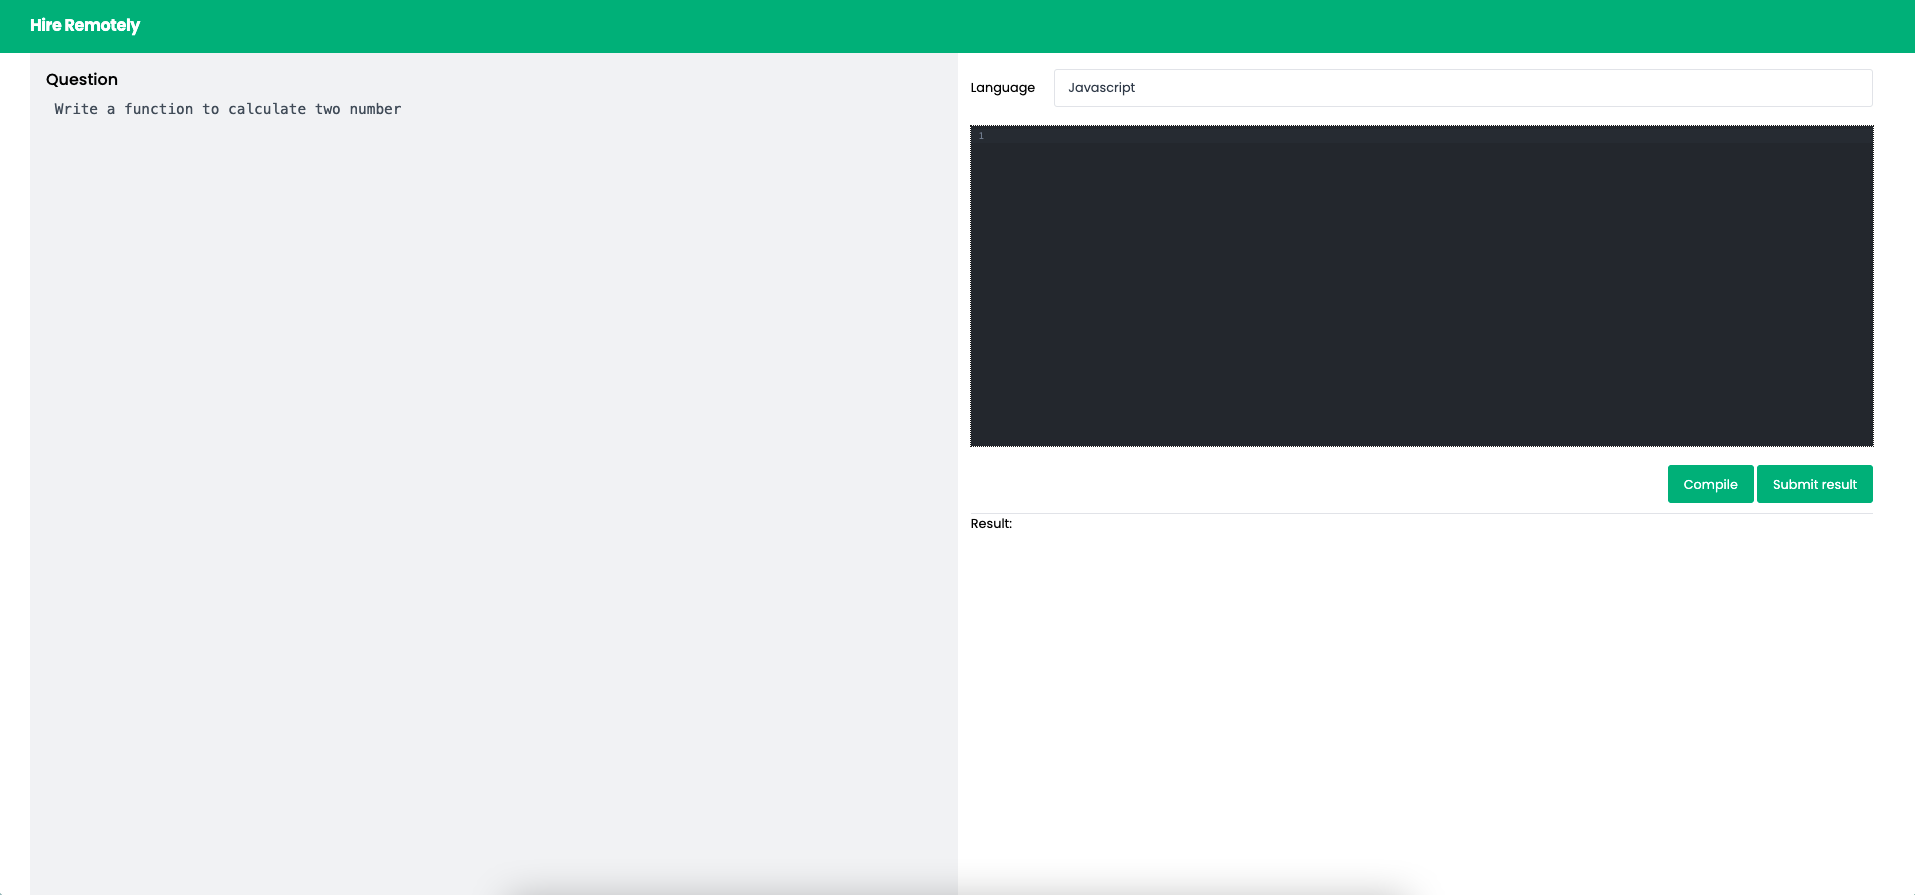 Hire Remotely
Question
Write a function to calculate two number
Language
Javascript
1
Compile
Submit result
Result: